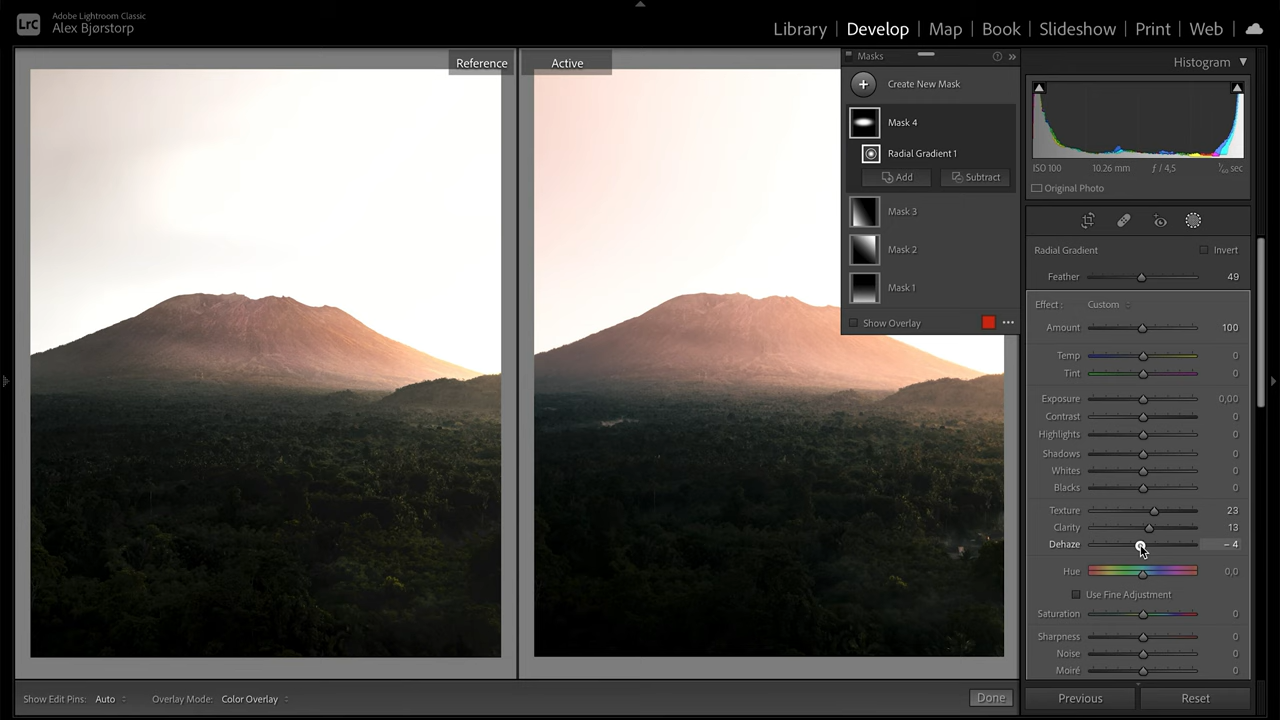 Adobe Lightroom Classic
LrC Alex Bjørstorp
Library | Develop | Map | Book | Slideshow | Print | Web
Reference
Active
Masks
Create New Mask
Mask 4
Radial Gradient 1
Add Subtract
Mask 3
Mask 2
Mask 1
Show Overlay
Histogram
ISO 100 10.26 mm ƒ / 4,5 1/60 sec
Original Photo
Radial Gradient Invert
Feather 49
Effect : Custom
Amount 100
Temp 0
Tint 0
Exposure 0,00
Contrast 0
Highlights 0
Shadows 0
Whites 0
Blacks 0
Texture 23
Clarity 13
Dehaze – 4
Hue 0,0
Use Fine Adjustment
Saturation 0
Sharpness 0
Noise 0
Moiré 0
Show Edit Pins: Auto Overlay Mode: Color Overlay Done
Previous Reset